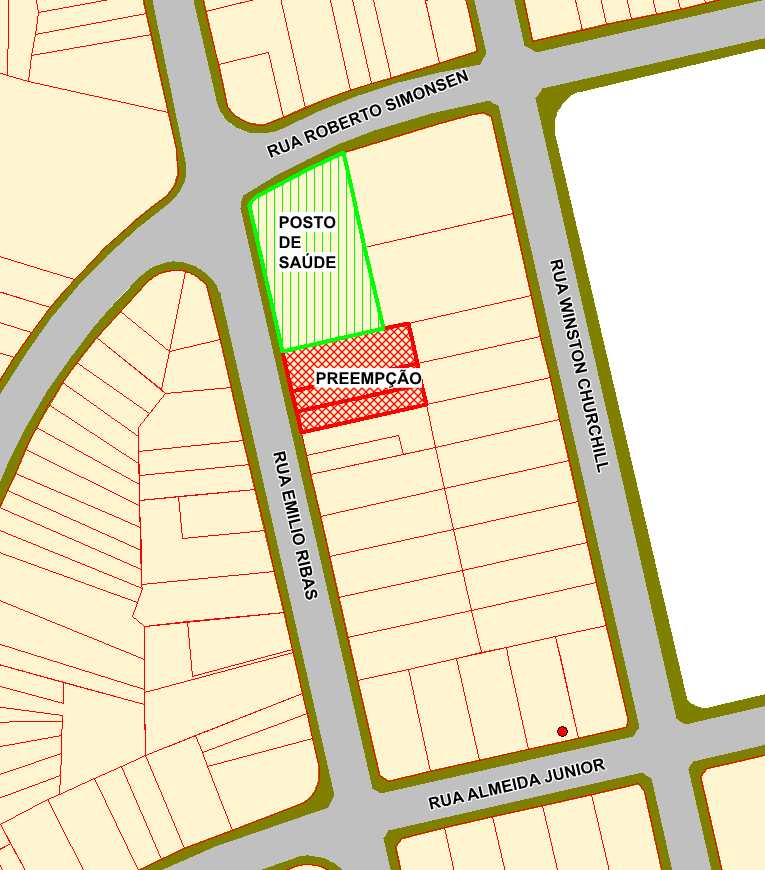 RUA ROBERTO SIMONSEN
POSTO
DE
SAÚDE
RUA WINSTON CHURCHILL
PREEMPÇÃO
RUA EMILIO RIBAS
RUA ALMEIDA JUNIOR